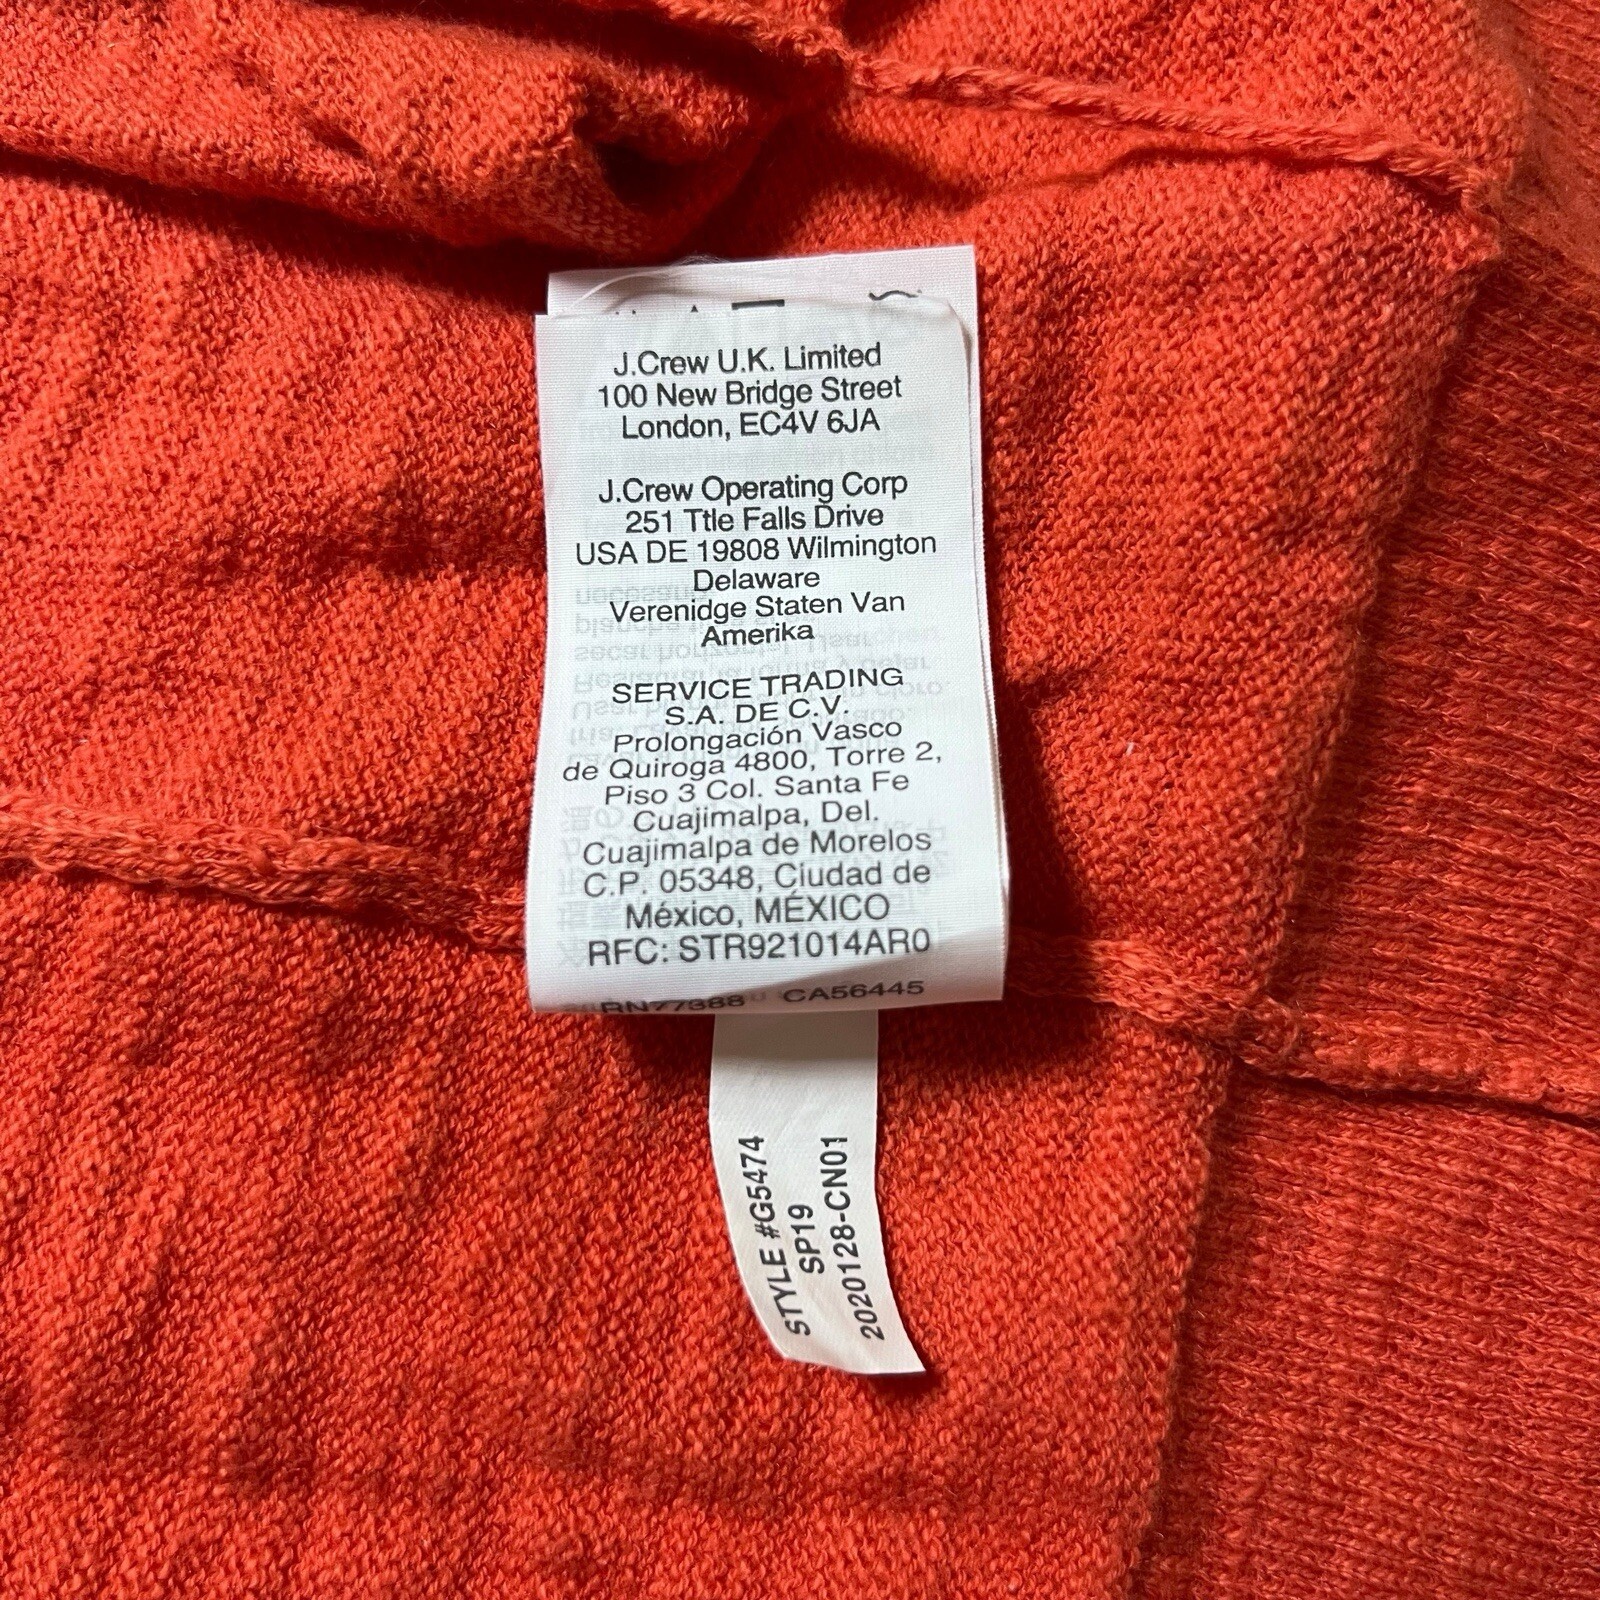 J.Crew U.K. Limited
100 New Bridge Street
London, EC4V 6JA
J.Crew Operating Corp
251 Ttle Falls Drive
USA DE 19808 Wilmington
Delaware
Verenidge Staten Van
Amerika
SERVICE TRADING
S.A. DE C.V.
Prolongación Vasco
de Quiroga 4800, Torre 2,
Piso 3 Col. Santa Fe
Cuajimalpa, Del.
Cuajimalpa de Morelos
C.P. 05348, Ciudad de
México, MÉXICO
RFC: STR921014AR0
RN77388 CA56445
STYLE #G5474
SP19
2020128-CN01